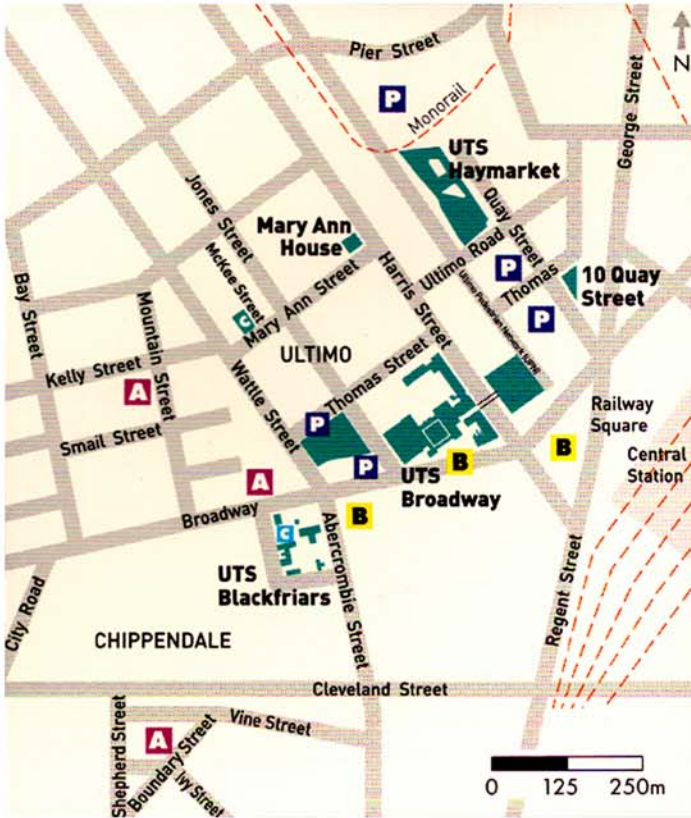 Pier Street
N
P
Monorail
George Street
UTS
Haymarket
Quay Street
Jones Street
McKee Street
Mary Ann
House
Harris Street
Ultimo Road
P
Thomas
10 Quay
Street
P
Bay Street
Mountain Street
C
Mary Ann Street
ULTIMO
Kelly Street
A
Wattle Street
Thomas Street
P
Smail Street
Railway
Square
B
Central
Station
A
P
B
UTS
Broadway
Broadway
B
C
Abercrombie Street
UTS
Blackfriars
City Road
Regent Street
CHIPPENDALE
Cleveland Street
Shepherd Street
Vine Street
A
Boundary Street
Ivy Street
0 125 250m